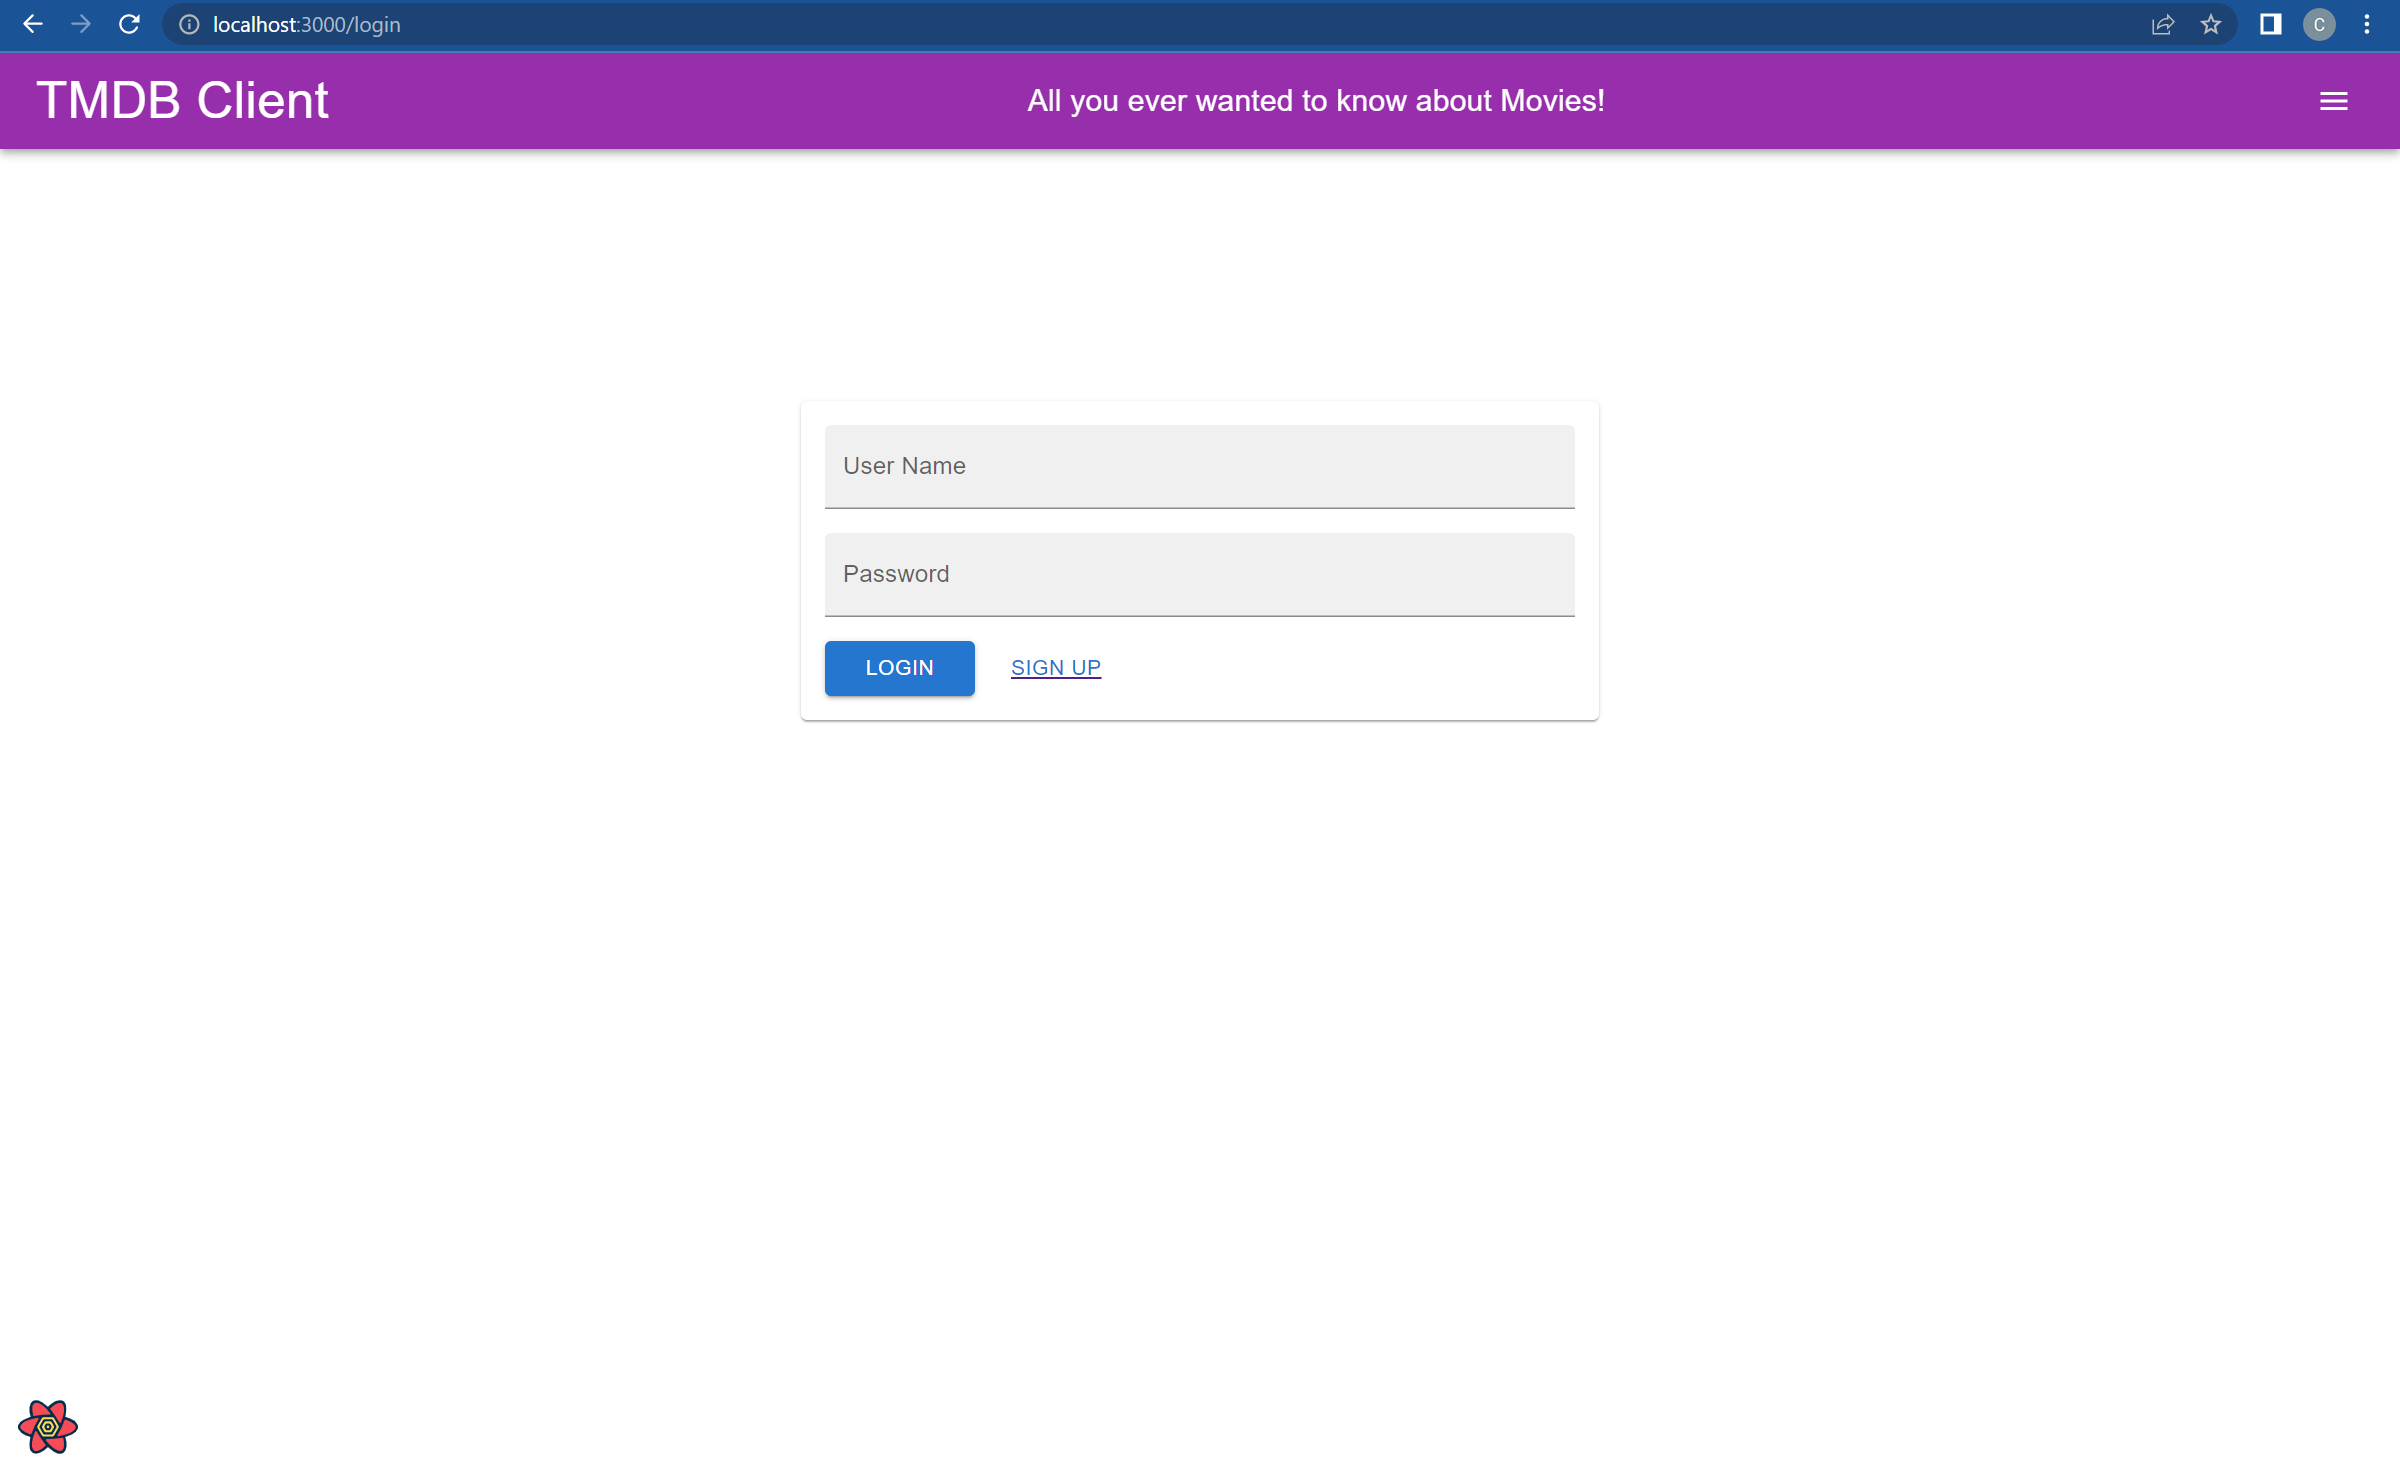 localhost:3000/login
C
TMDB Client
All you ever wanted to know about Movies!
User Name
Password
LOGIN
SIGN UP